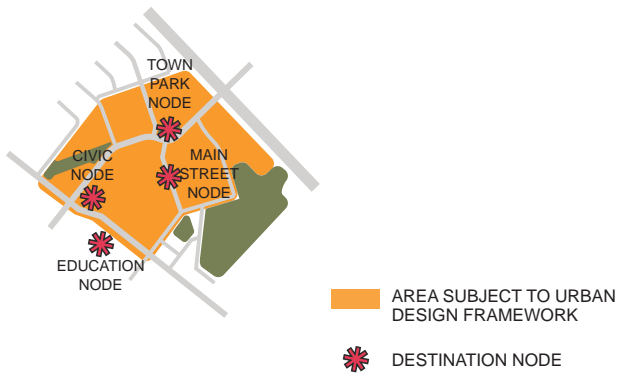 TOWN
PARK
NODE
CIVIC
NODE
MAIN
STREET
NODE
EDUCATION
NODE
AREA SUBJECT TO URBAN
DESIGN FRAMEWORK
DESTINATION NODE